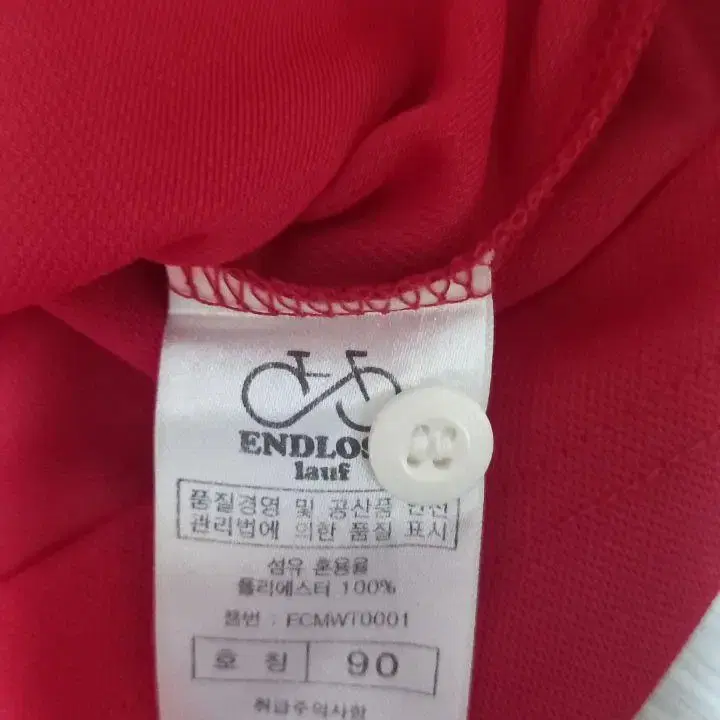 ENDLOS
lauf
품질경영 및 공산품 안전
관리법에 의한 품질 표시
섬유 혼용율
폴리에스터 100%
품번 : ECMWT0001
호 칭 90
취급주의사항